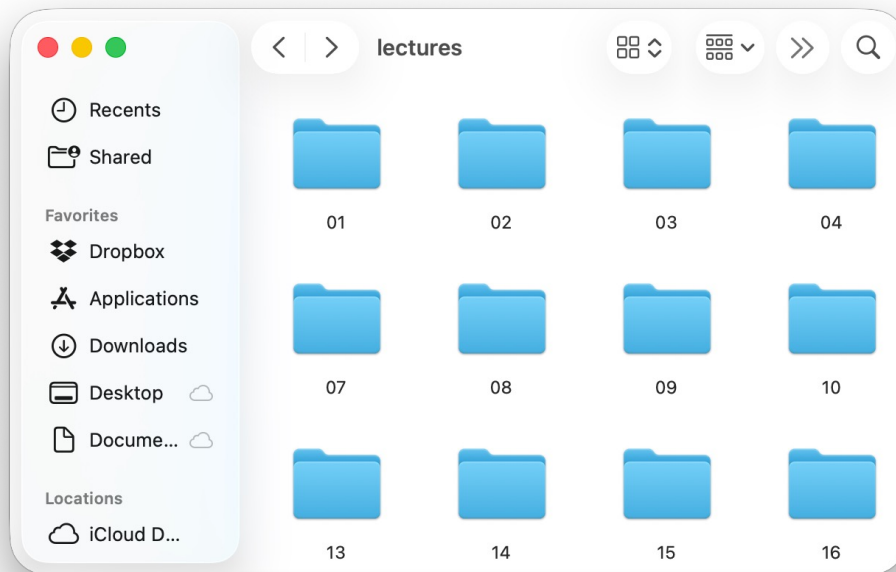 lectures
Recents
Shared
Favorites
Dropbox
Applications
Downloads
Desktop
Docume...
Locations
iCloud D...
01 02 03 04
07 08 09 10
13 14 15 16